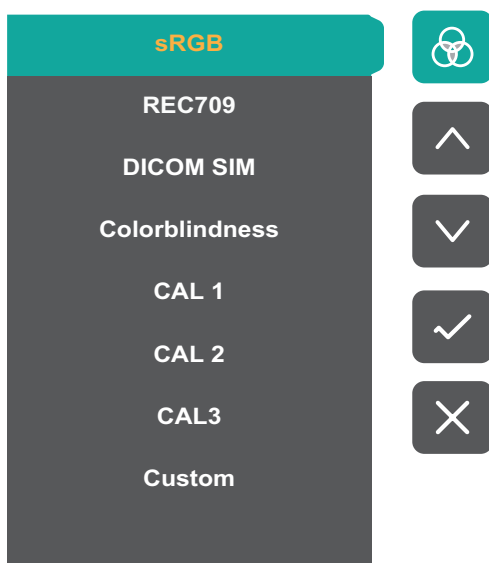 sRGB
REC709
DICOM SIM
Colorblindness
CAL 1
CAL 2
CAL3
Custom